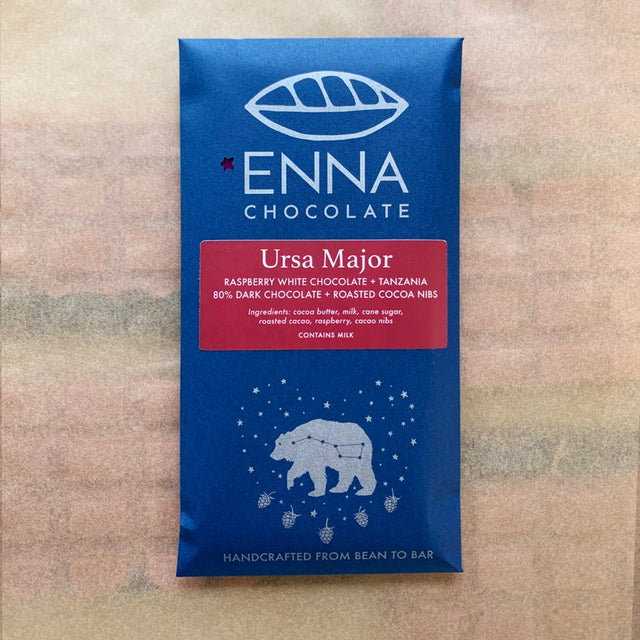 ENNA
CHOCOLATE
Ursa Major
RASPBERRY WHITE CHOCOLATE + TANZANIA
80% DARK CHOCOLATE + ROASTED COCOA NIBS
Ingredients: cocoa butter, milk, cane sugar,
roasted cacao, raspberry, cacao nibs
CONTAINS MILK
HANDCRAFTED FROM BEAN TO BAR